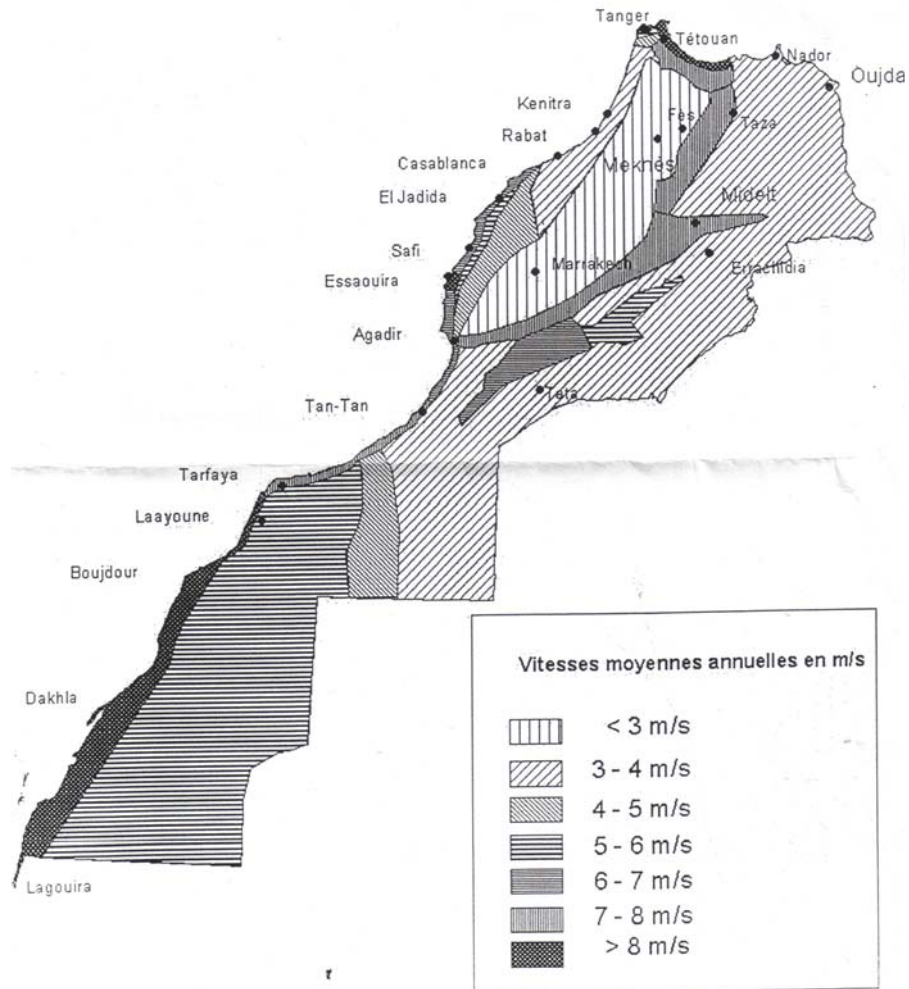 Tanger
Tétouan
Nador
Oujda
Kenitra
Fès
Taza
Rabat
Meknés
Casablanca
El Jadida
Midelt
Safi
Errachidia
Marrakech
Essaouira
Agadir
Tata
Tan-Tan
Tarfaya
Laayoune
Boujdour
Dakhla
Lagouira
Vitesses moyennes annuelles en m/s
< 3 m/s
3 - 4 m/s
4 - 5 m/s
5 - 6 m/s
6 - 7 m/s
7 - 8 m/s
> 8 m/s